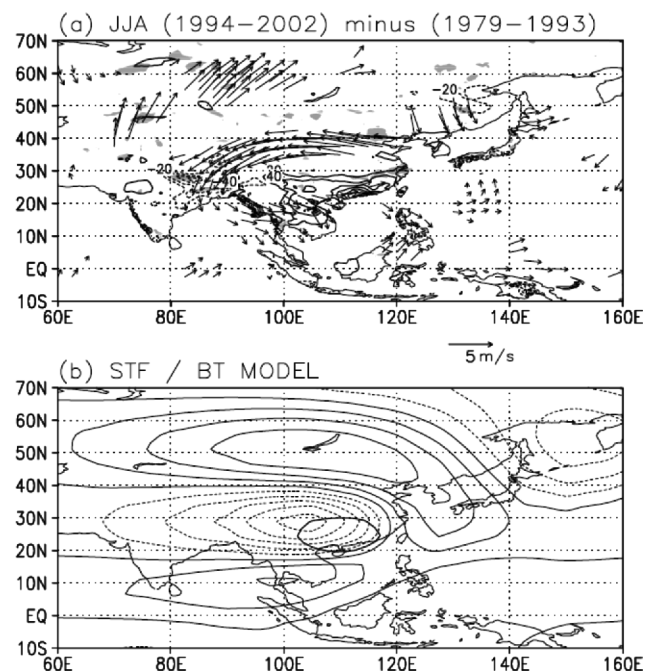 (a) JJA (1994−2002) minus (1979−1993)
70N
60N
50N
40N
30N
20N
10N
EQ
10S
−20
−20
−40
40
60E 80E 100E 120E 140E 160E
5m/s
(b) STF / BT MODEL
70N
60N
50N
40N
30N
20N
10N
EQ
10S
60E 80E 100E 120E 140E 160E